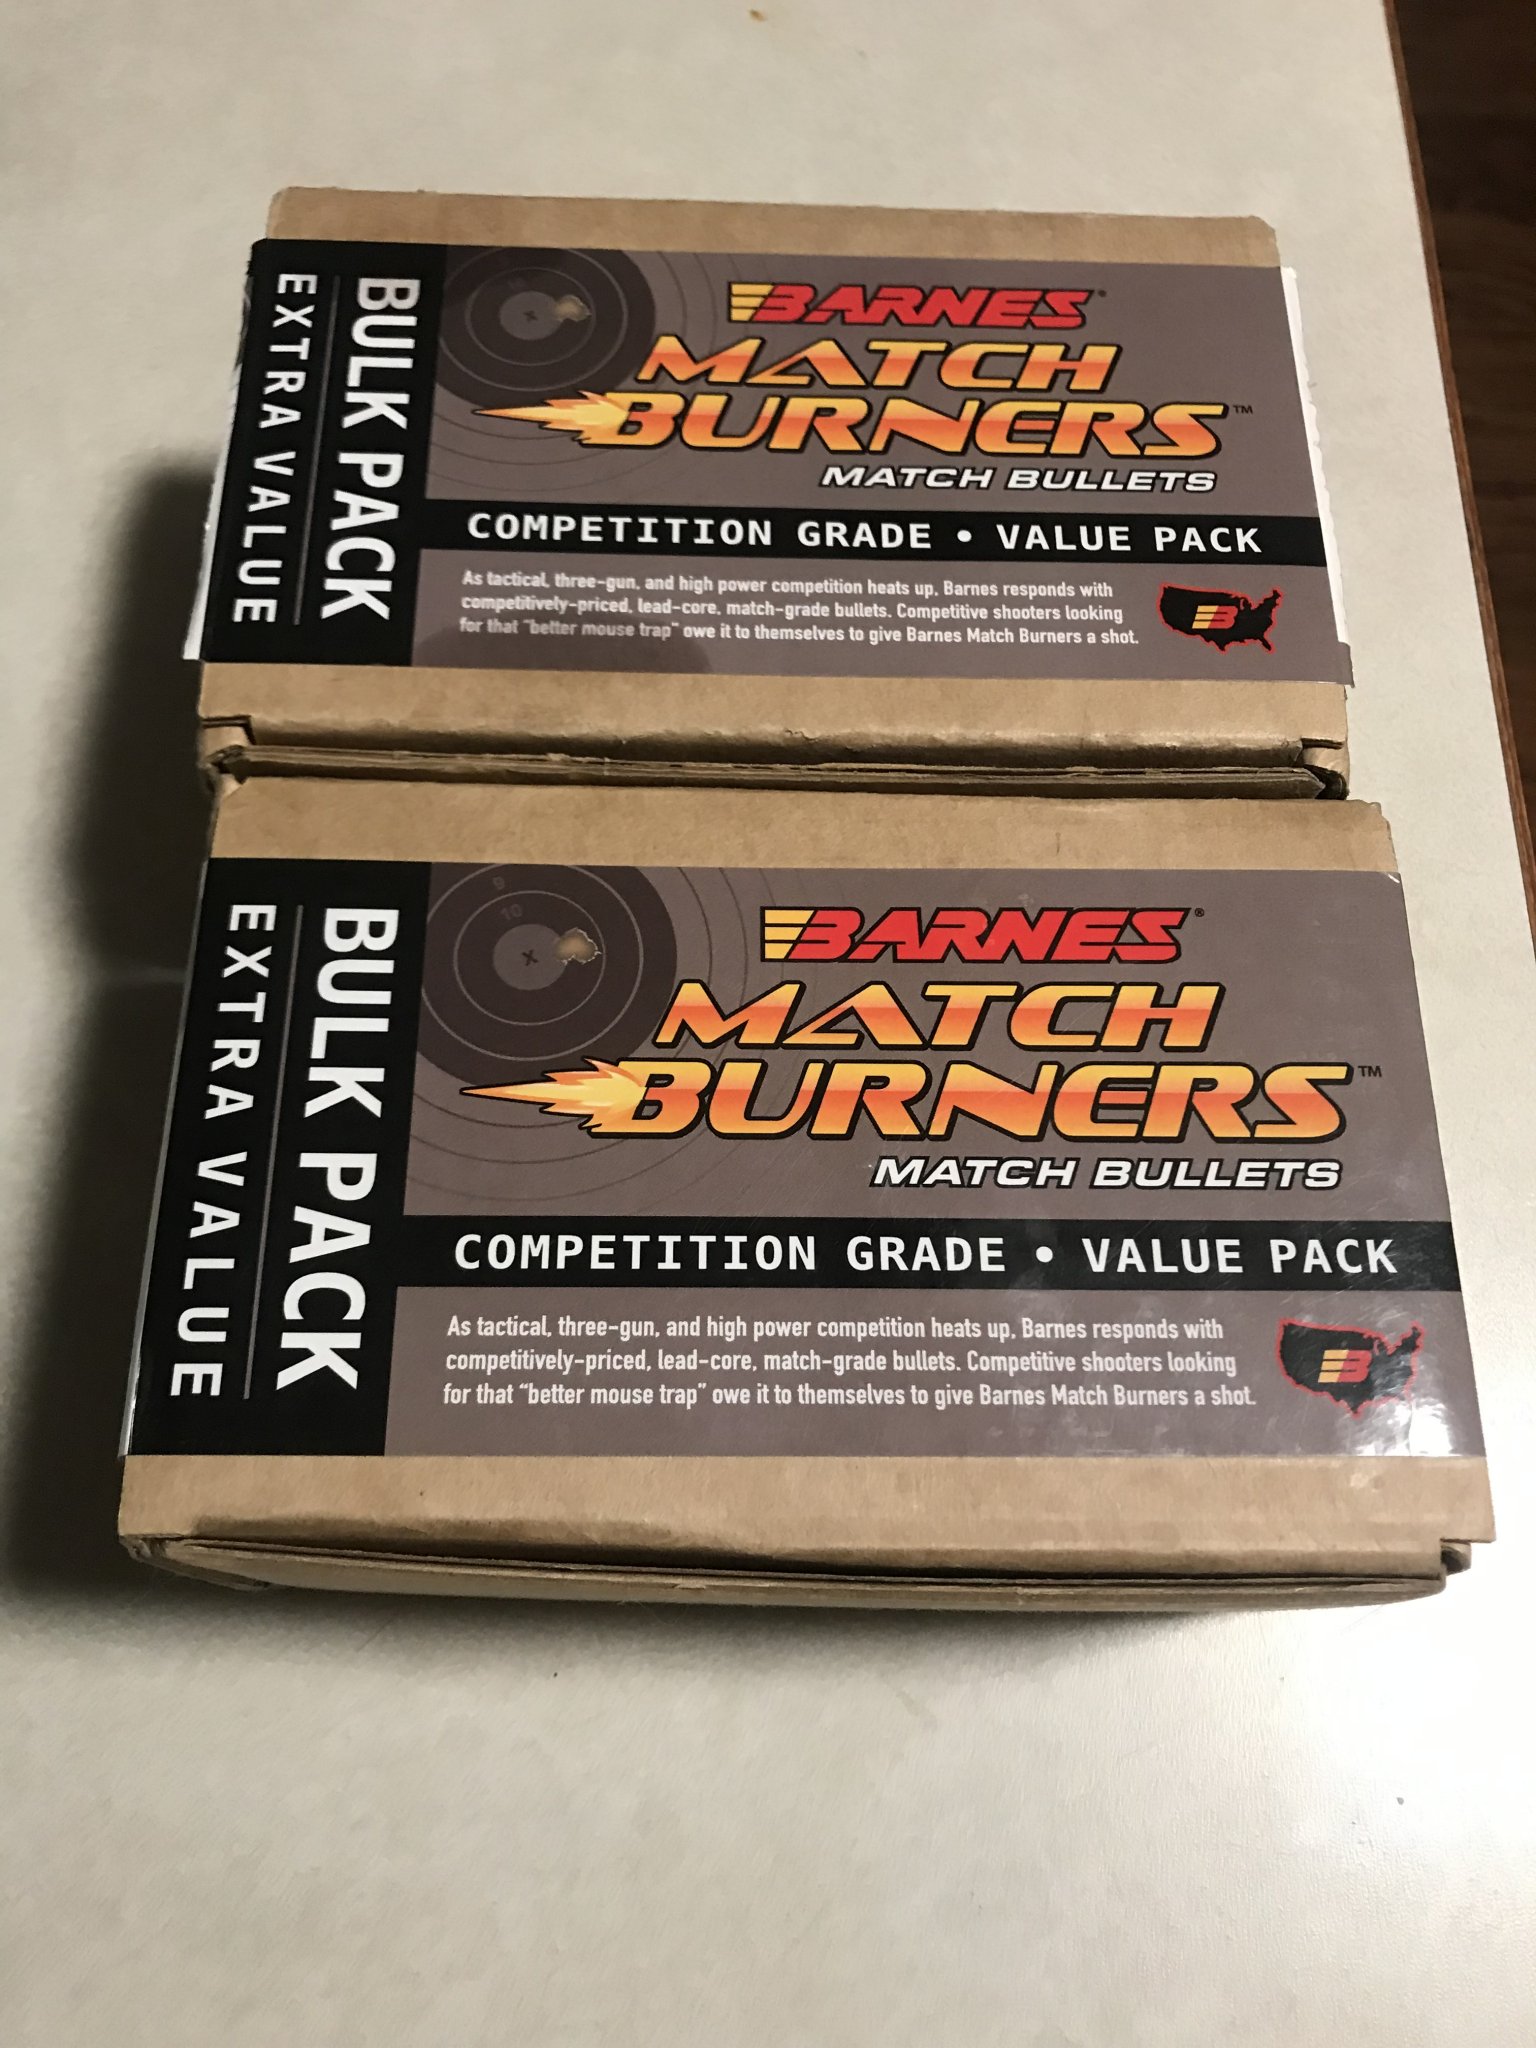 BULK PACK
EXTRA VALUE
X
BARNES®
MATCH
BURNERS™
MATCH BULLETS
COMPETITION GRADE • VALUE PACK
As tactical, three-gun, and high power competition heats up, Barnes responds with
competitively-priced, lead-core, match-grade bullets. Competitive shooters looking
for that "better mouse trap" owe it to themselves to give Barnes Match Burners a shot.
B
BULK PACK
EXTRA VALUE
9
10
X
BARNES®
MATCH
BURNERS™
MATCH BULLETS
COMPETITION GRADE • VALUE PACK
As tactical, three-gun, and high power competition heats up, Barnes responds with
competitively-priced, lead-core, match-grade bullets. Competitive shooters looking
for that "better mouse trap" owe it to themselves to give Barnes Match Burners a shot.
B